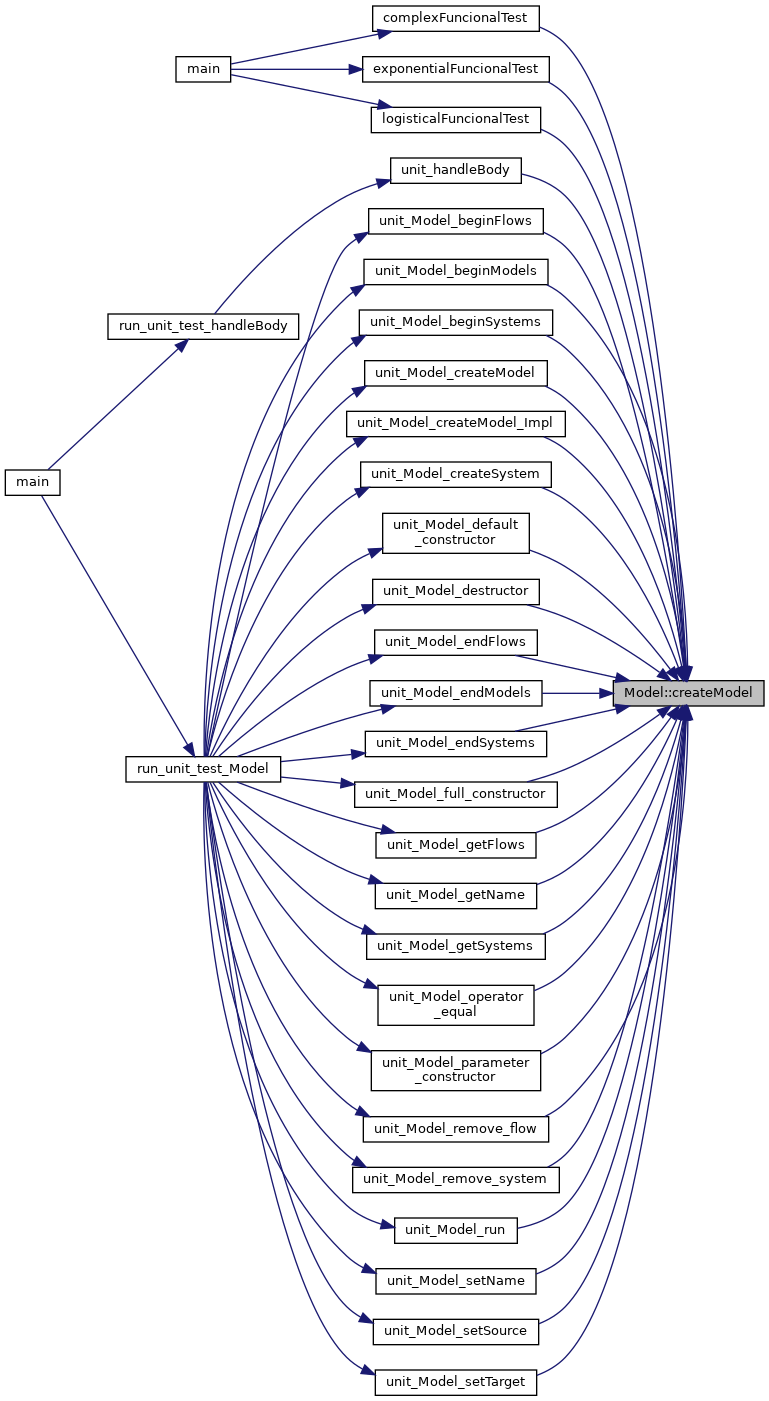 complexFuncionalTest
main
exponentialFuncionalTest
logisticalFuncionalTest
unit_handleBody
unit_Model_beginFlows
unit_Model_beginModels
run_unit_test_handleBody
unit_Model_beginSystems
unit_Model_createModel
unit_Model_createModel_Impl
unit_Model_createSystem
main
unit_Model_default
_constructor
unit_Model_destructor
unit_Model_endFlows
unit_Model_endModels
Model::createModel
unit_Model_endSystems
run_unit_test_Model
unit_Model_full_constructor
unit_Model_getFlows
unit_Model_getName
unit_Model_getSystems
unit_Model_operator
_equal
unit_Model_parameter
_constructor
unit_Model_remove_flow
unit_Model_remove_system
unit_Model_run
unit_Model_setName
unit_Model_setSource
unit_Model_setTarget